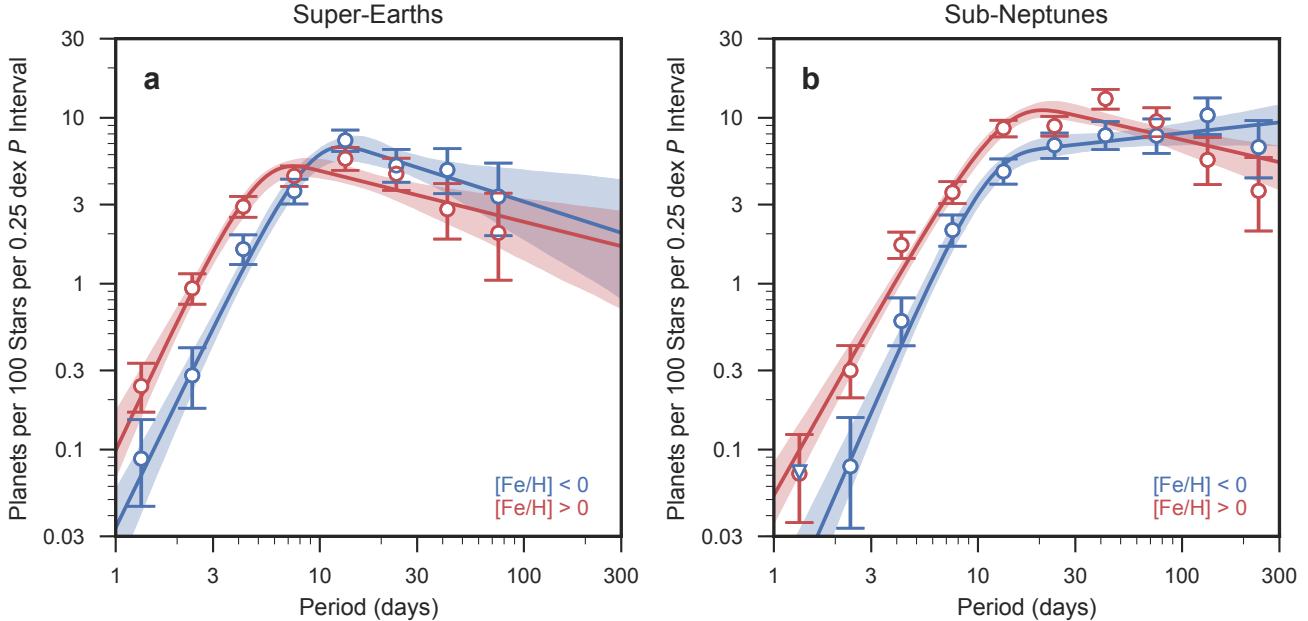 Super-Earths
a
Planets per 100 Stars per 0.25 dex P Interval
30
10
3
1
0.3
0.1
0.03
[Fe/H] < 0
[Fe/H] > 0
1 3 10 30 100 300
Period (days)
Sub-Neptunes
b
Planets per 100 Stars per 0.25 dex P Interval
30
10
3
1
0.3
0.1
0.03
[Fe/H] < 0
[Fe/H] > 0
1 3 10 30 100 300
Period (days)